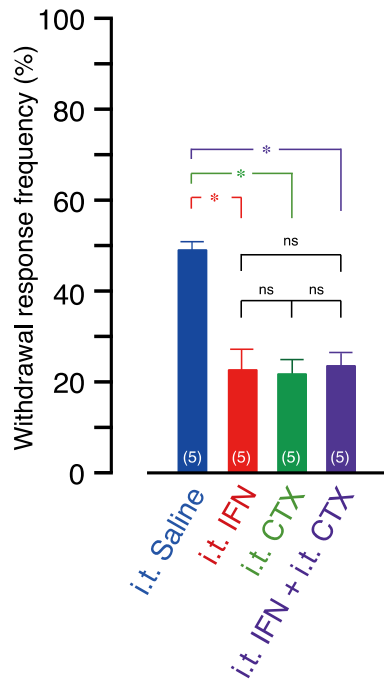 Withdrawal response frequency (%)
100
80
60
40
20
0
*
*
*
ns
ns
ns
(5)
(5)
(5)
(5)
i.t. Saline
i.t. IFN
i.t. CTX
i.t. IFN + i.t. CTX